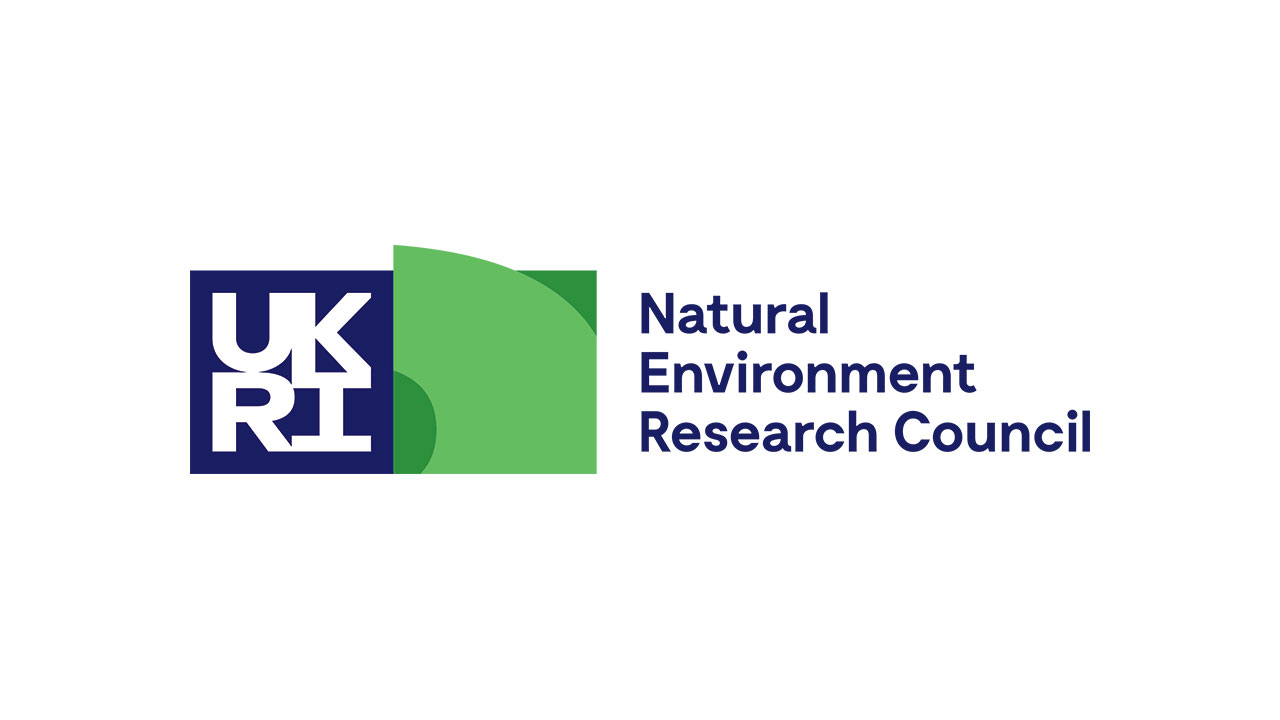 UK
RI
Natural
Environment
Research Council